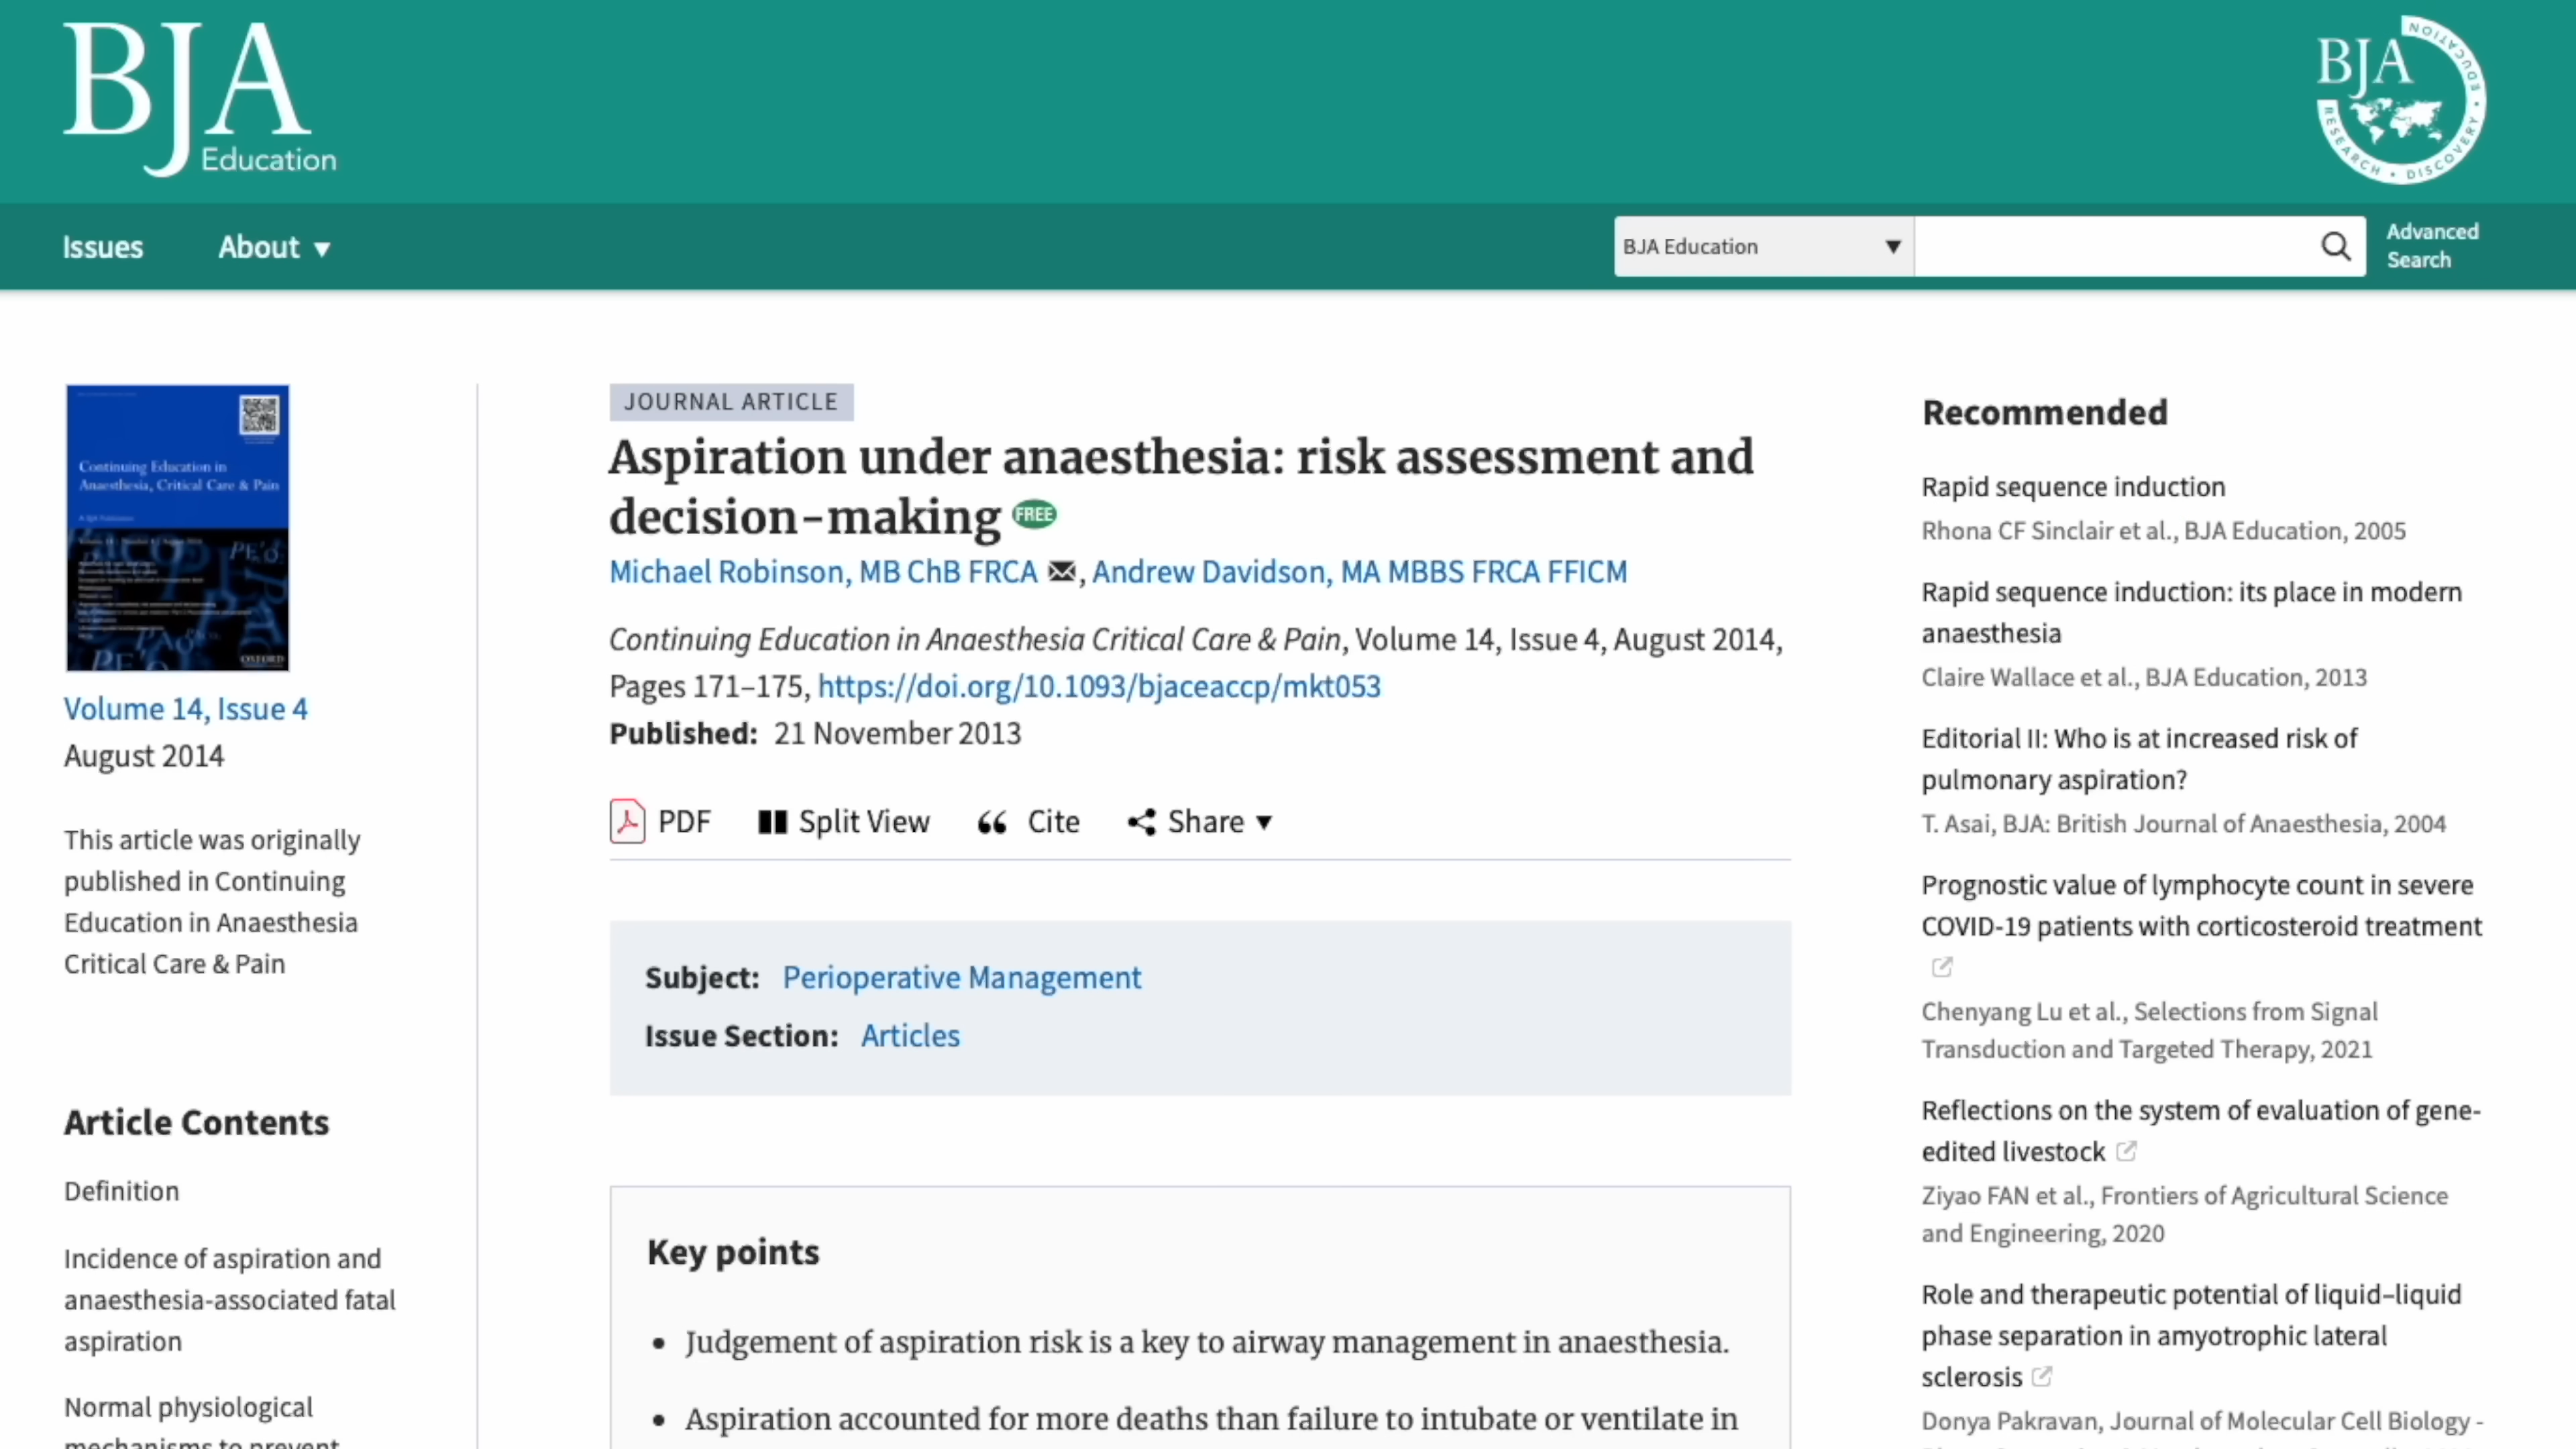 BJA
Education
BJA
EDUCATION • DISCOVERY • RESEARCH
Issues
About
BJA Education
Advanced
Search
Continuing Education in
Anaesthesia, Critical Care & Pain
OXFORD
Volume 14, Issue 4
August 2014
This article was originally
published in Continuing
Education in Anaesthesia
Critical Care & Pain
Article Contents
Definition
Incidence of aspiration and
anaesthesia-associated fatal
aspiration
Normal physiological
mechanisms to prevent
JOURNAL ARTICLE
Aspiration under anaesthesia: risk assessment and
decision-making FREE
Michael Robinson, MB ChB FRCA, Andrew Davidson, MA MBBS FRCA FFICM
Continuing Education in Anaesthesia Critical Care & Pain, Volume 14, Issue 4, August 2014,
Pages 171–175, https://doi.org/10.1093/bjaceaccp/mkt053
Published: 21 November 2013
PDF Split View Cite Share
Subject: Perioperative Management
Issue Section: Articles
Key points
• Judgement of aspiration risk is a key to airway management in anaesthesia.
• Aspiration accounted for more deaths than failure to intubate or ventilate in
Recommended
Rapid sequence induction
Rhona CF Sinclair et al., BJA Education, 2005
Rapid sequence induction: its place in modern
anaesthesia
Claire Wallace et al., BJA Education, 2013
Editorial II: Who is at increased risk of
pulmonary aspiration?
T. Asai, BJA: British Journal of Anaesthesia, 2004
Prognostic value of lymphocyte count in severe
COVID-19 patients with corticosteroid treatment
Chenyang Lu et al., Selections from Signal
Transduction and Targeted Therapy, 2021
Reflections on the system of evaluation of gene-
edited livestock
Ziyao FAN et al., Frontiers of Agricultural Science
and Engineering, 2020
Role and therapeutic potential of liquid–liquid
phase separation in amyotrophic lateral
sclerosis
Donya Pakravan, Journal of Molecular Cell Biology -